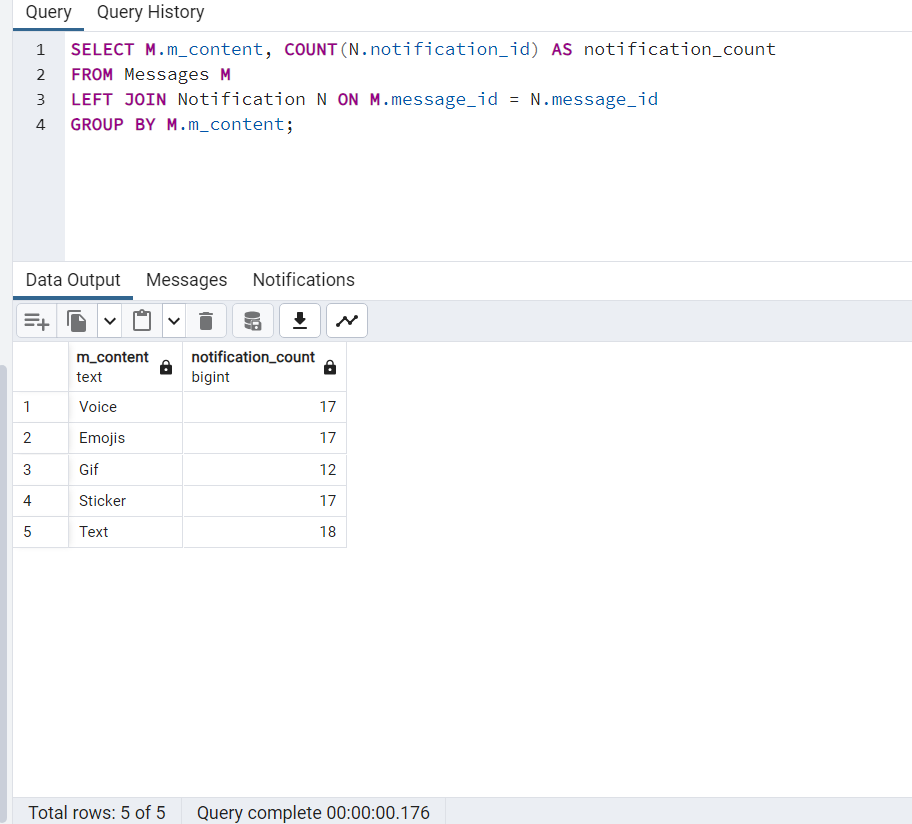 Query Query History
1 SELECT M.m_content, COUNT(N.notification_id) AS notification_count
2 FROM Messages M
3 LEFT JOIN Notification N ON M.message_id = N.message_id
4 GROUP BY M.m_content;
Data Output Messages Notifications
m_content notification_count
text bigint
1 Voice 17
2 Emojis 17
3 Gif 12
4 Sticker 17
5 Text 18
Total rows: 5 of 5 Query complete 00:00:00.176